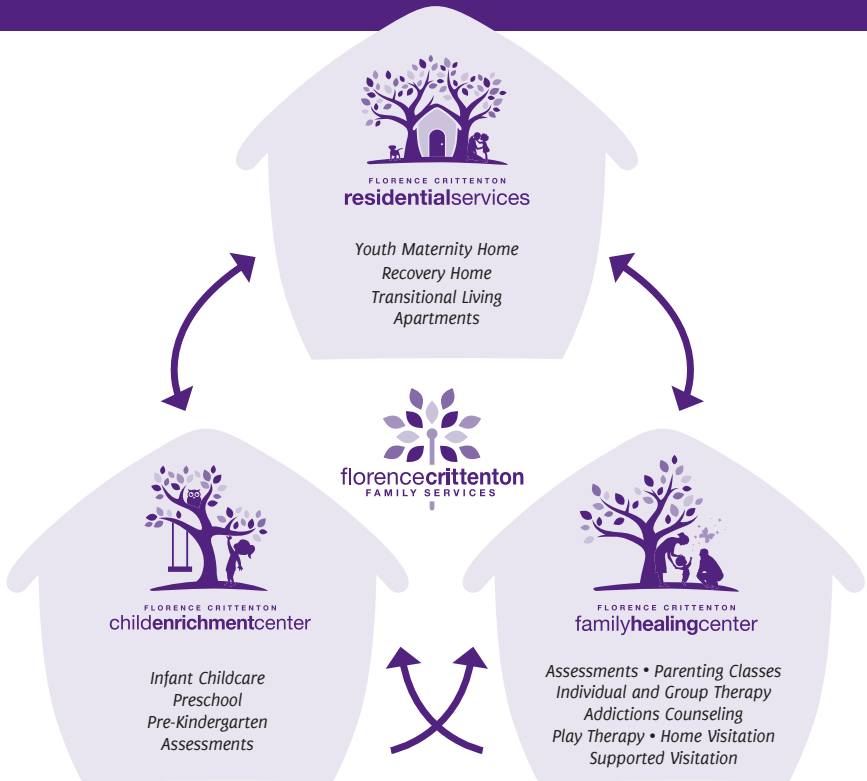 FLORENCE CRITTENTON
residentialservices
Youth Maternity Home
Recovery Home
Transitional Living
Apartments
florencecrittenton
FAMILY SERVICES
FLORENCE CRITTENTON
childenrichmentcenter
Infant Childcare
Preschool
Pre-Kindergarten
Assessments
FLORENCE CRITTENTON
familyhealingcenter
Assessments • Parenting Classes
Individual and Group Therapy
Addictions Counseling
Play Therapy • Home Visitation
Supported Visitation